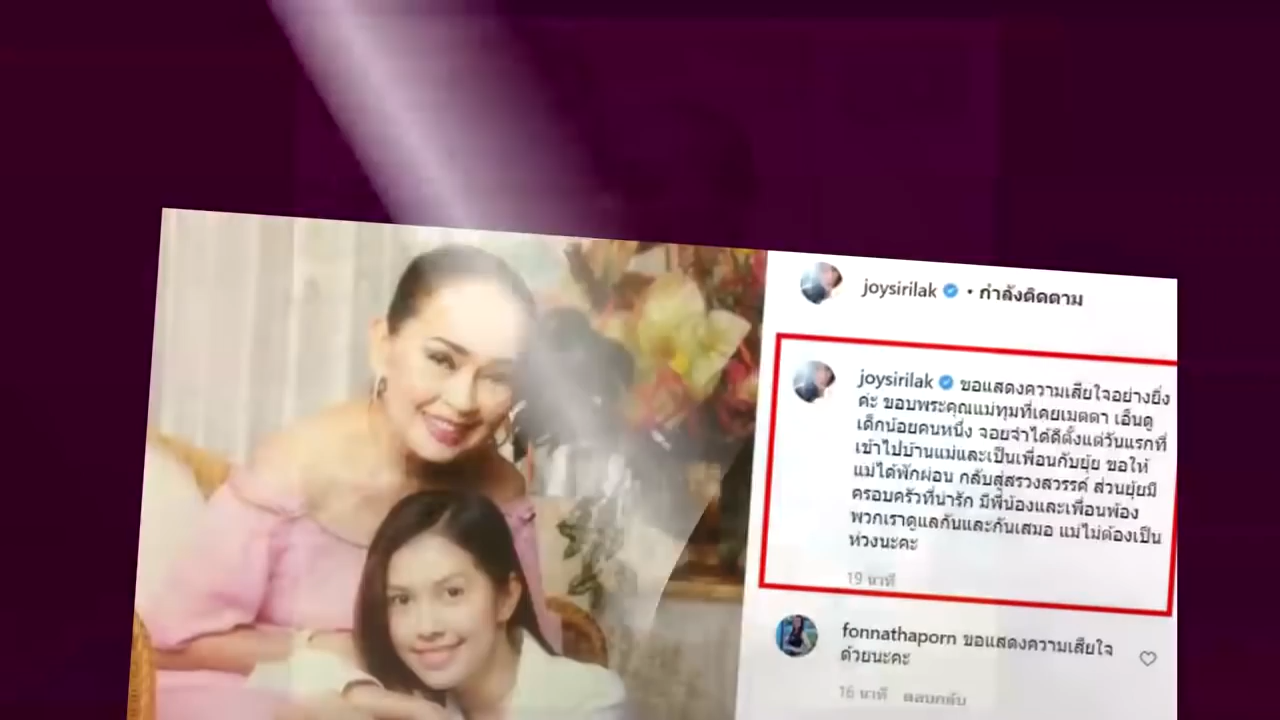 joysirilak • กำลังติดตาม
joysirilak ขอแสดงความเสียใจอย่างยิ่ง
ค่ะ ขอบพระคุณแม่ทุมที่เคยเมตตา เอ็นดู
เด็กน้อยคนหนึ่ง จอยจำได้ดีตั้งแต่วันแรกที่
เข้าไปบ้านแม่และเป็นเพื่อนกับยุ้ย ขอให้
แม่ได้พักผ่อน กลับสู่สรวงสวรรค์ ส่วนยุ้ยมี
ครอบครัวที่น่ารัก มีพี่น้องและเพื่อนพ้อง
พวกเราดูแลกันและกันเสมอ แม่ไม่ต้องเป็น
ห่วงนะคะ
19 นาที
fonnathaporn ขอแสดงความเสียใจ
ด้วยนะคะ
16 นาที ตอบกลับ